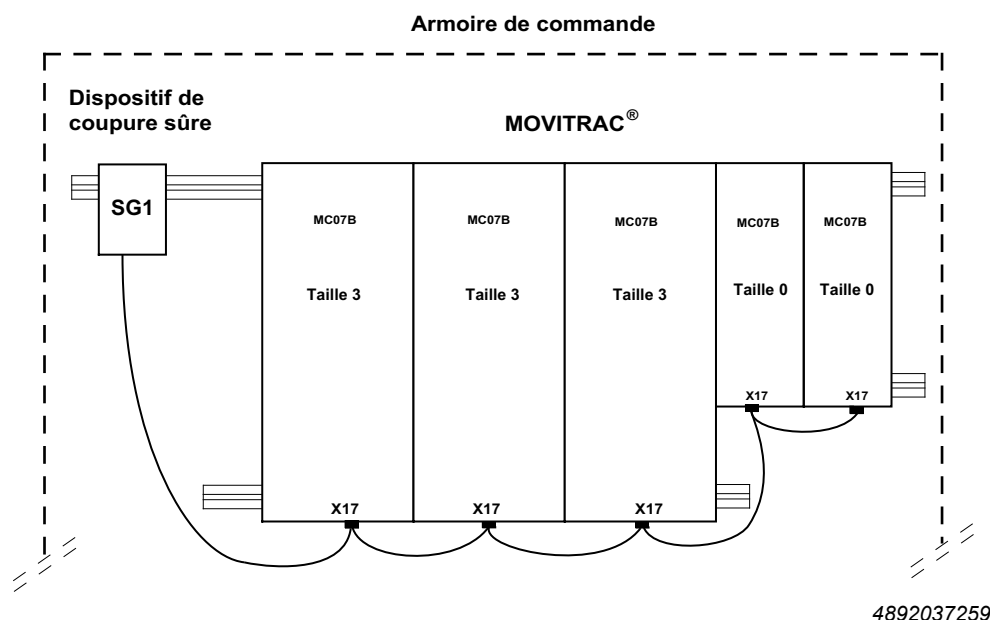 Armoire de commande
Dispositif de
coupure sûre
MOVITRAC®
SG1
MC07B
MC07B
MC07B
MC07B
MC07B
Taille 3
Taille 3
Taille 3
Taille 0
Taille 0
X17
X17
X17
X17
X17
4892037259